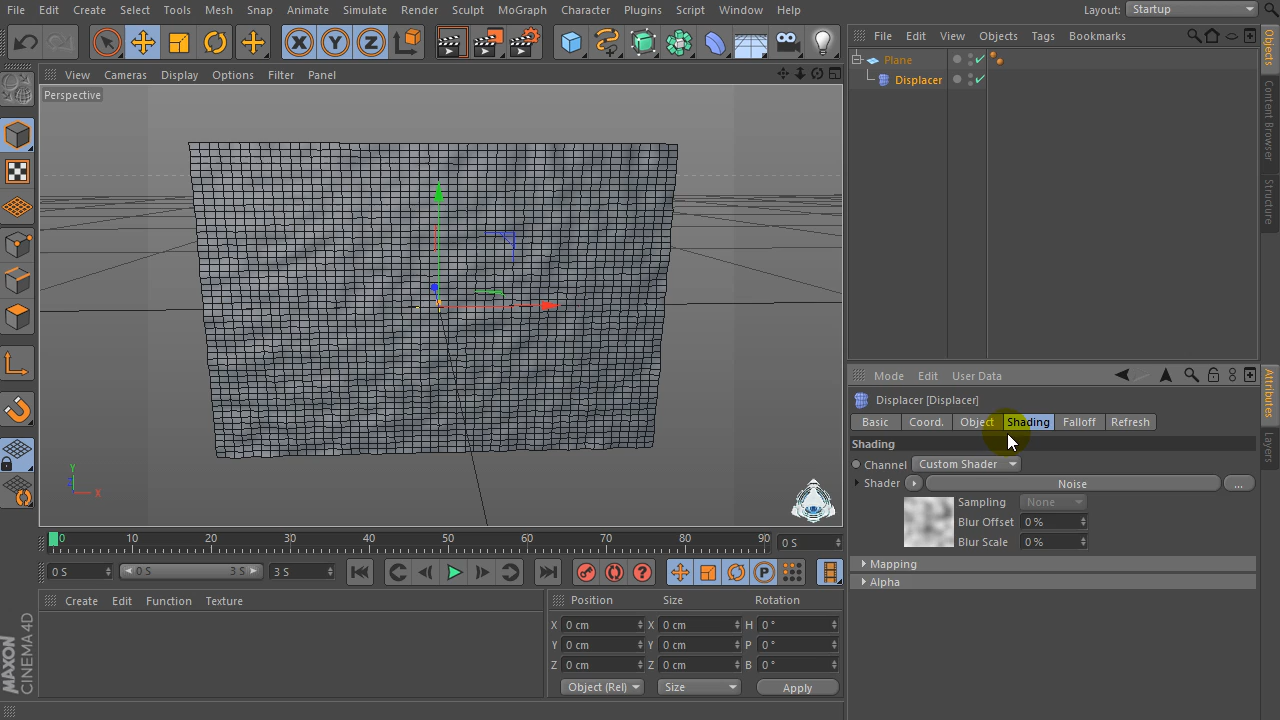 File Edit Create Select Tools Mesh Snap Animate Simulate Render Sculpt MoGraph Character Plugins Script Window Help Layout: Startup
File Edit View Objects Tags Bookmarks
Plane
Displacer
Objects
Content Browser
Structure
View Cameras Display Options Filter Panel
Perspective
Y
Z
X
Mode Edit User Data
Displacer [Displacer]
Basic Coord. Object Shading Falloff Refresh
Shading
Channel Custom Shader
Shader Noise ...
Sampling None
Blur Offset 0 %
Blur Scale 0 %
Mapping
Alpha
Attributes
Layers
0 10 20 30 40 50 60 70 80 90 0 S
0 S 0 S 3 S 3 S
Create Edit Function Texture
Position Size Rotation
X 0 cm X 0 cm H 0 °
Y 0 cm Y 0 cm P 0 °
Z 0 cm Z 0 cm B 0 °
Object (Rel) Size Apply
MAXON
CINEMA 4D